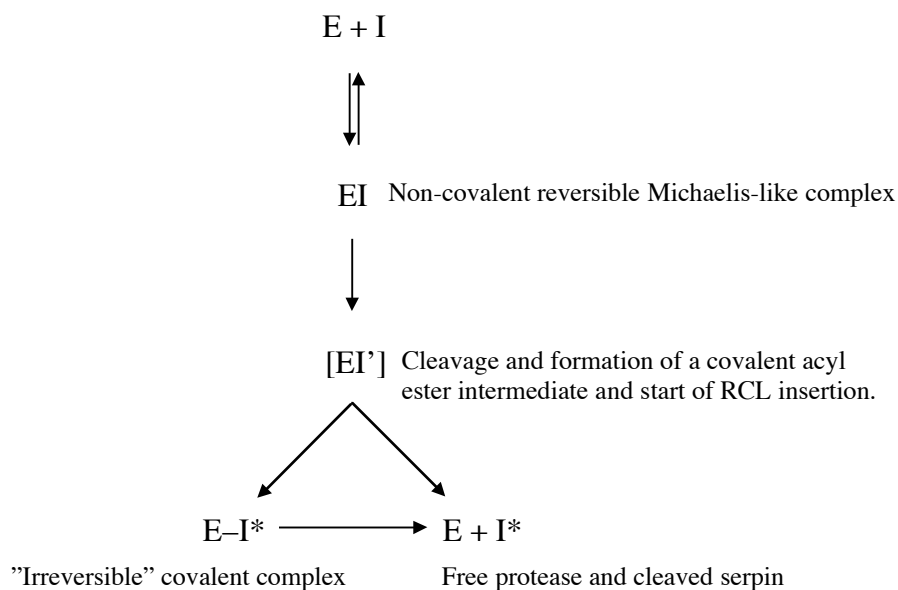 E + I
EI Non-covalent reversible Michaelis-like complex
[EI’] Cleavage and formation of a covalent acyl
ester intermediate and start of RCL insertion.
E–I* E + I*
”Irreversible” covalent complex Free protease and cleaved serpin